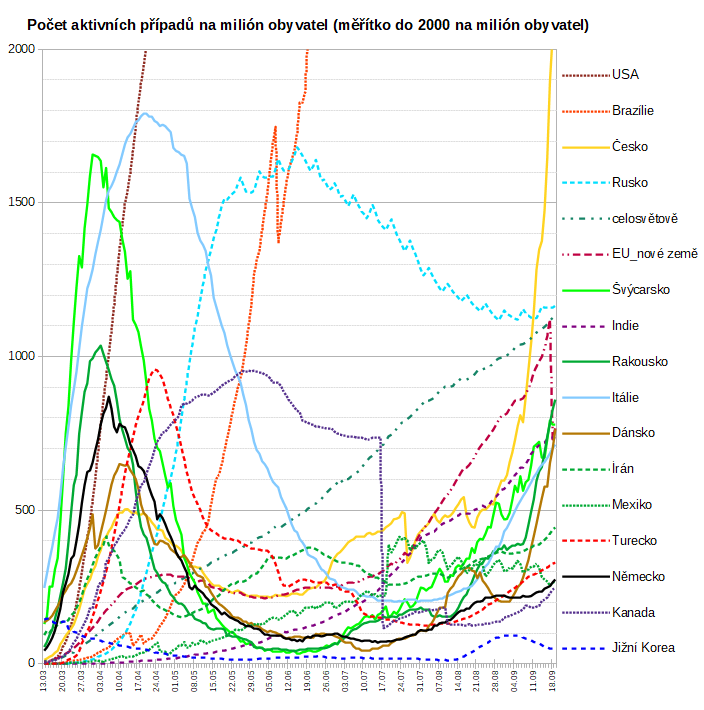 Počet aktivních případů na milión obyvatel (měřítko do 2000 na milión obyvatel)
2000
1500
1000
500
0
USA
Brazílie
Česko
Rusko
celosvětově
EU_nové země
Švýcarsko
Indie
Rakousko
Itálie
Dánsko
Írán
Mexiko
Turecko
Německo
Kanada
Jižní Korea
13.03
20.03
27.03
03.04
10.04
17.04
24.04
01.05
08.05
15.05
22.05
29.05
05.06
12.06
19.06
26.06
03.07
10.07
17.07
24.07
31.07
07.08
14.08
21.08
28.08
04.09
11.09
18.09